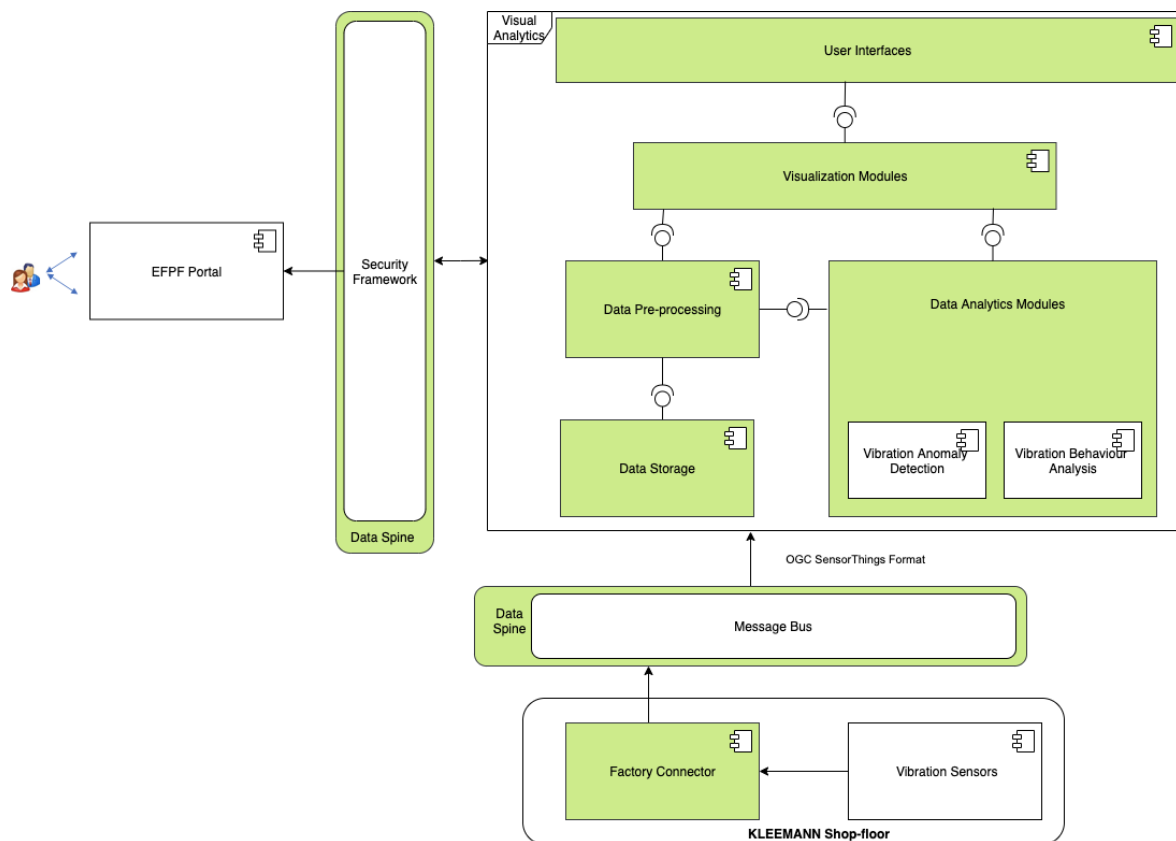 Visual
Analytics
User Interfaces
Visualization Modules
EFPF Portal
Security
Framework
Data Pre-processing
Data Analytics Modules
Vibration Anomaly
Detection
Vibration Behaviour
Analysis
Data Storage
Data Spine
OGC SensorThings Format
Data
Spine
Message Bus
Factory Connector
Vibration Sensors
KLEEMANN Shop-floor